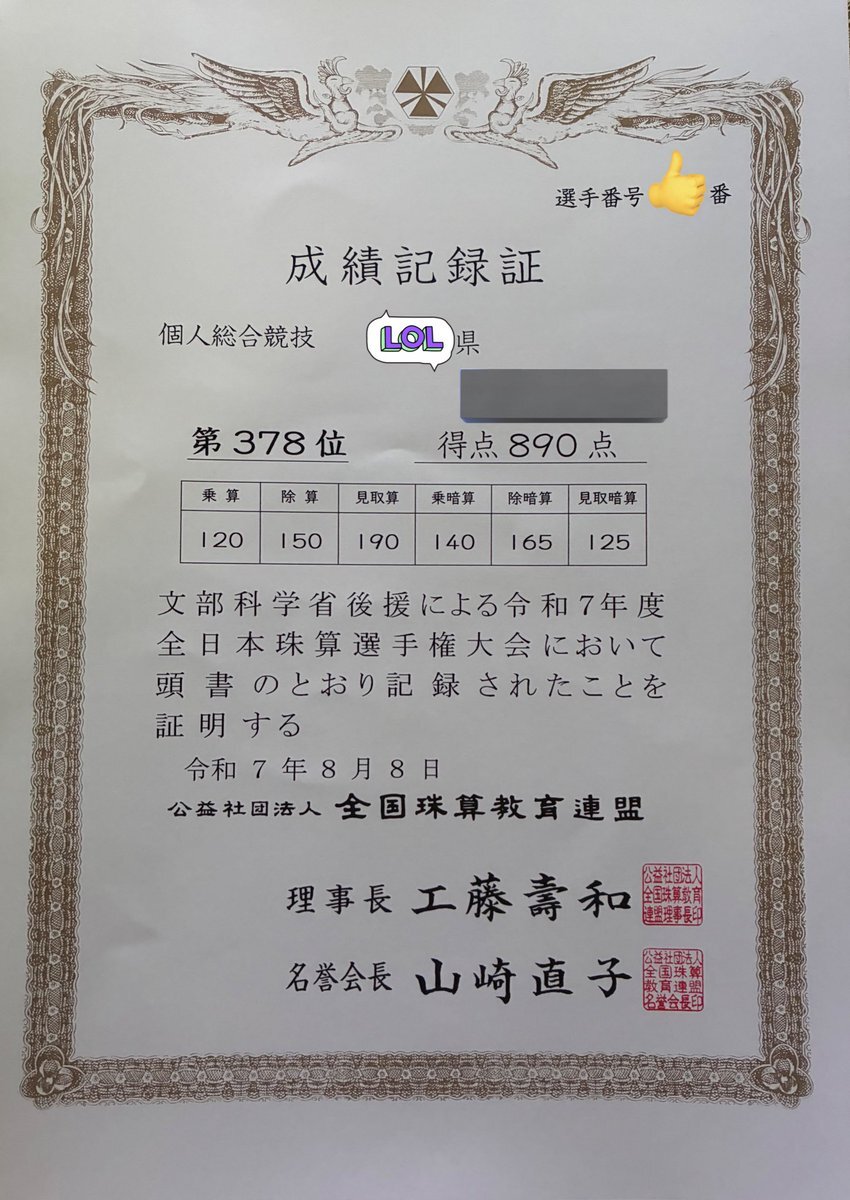 選手番号 番
成績記録証
個人総合競技 LOL 県
第378位 得点890点
乗算 除算 見取算 乗暗算 除暗算 見取暗算
120 150 190 140 165 125
文部科学省後援による令和7年度
全日本珠算選手権大会において
頭書のとおり記録されたことを
証明する
令和7年8月8日
公益社団法人 全国珠算教育連盟
理事長 工藤壽和
公益社団法人
全国珠算教育
連盟理事長印
名誉会長 山崎直子
公益社団法人
全国珠算
教育連盟
名誉会長印